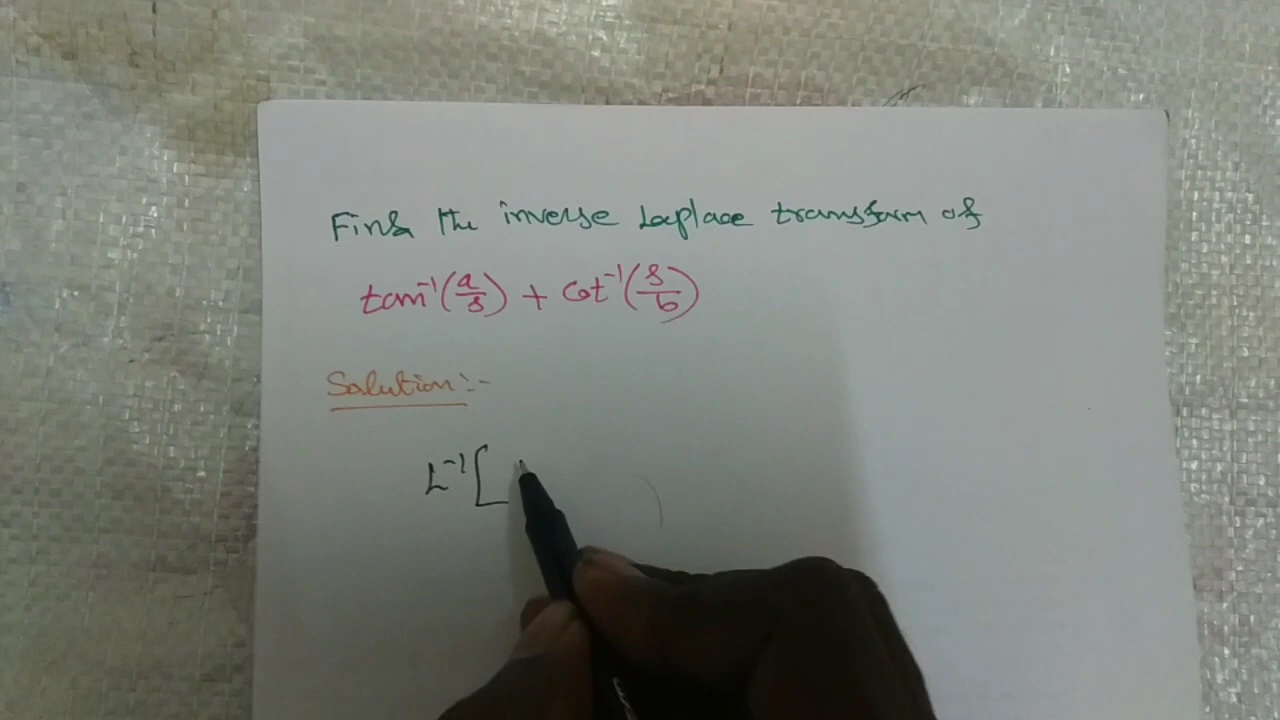 Find the inverse Laplace transform of
tan⁻¹(a/s) + Cot⁻¹(s/b)
Solution:-
L⁻¹[